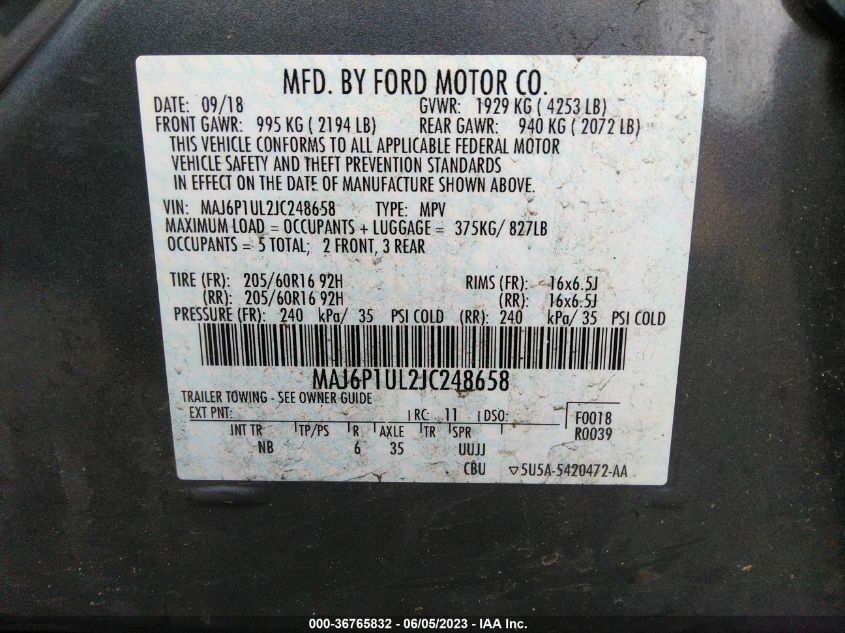 MFD. BY FORD MOTOR CO.
DATE: 09/18 GVWR: 1929 KG ( 4253 LB)
FRONT GAWR: 995 KG ( 2194 LB) REAR GAWR: 940 KG ( 2072 LB)
THIS VEHICLE CONFORMS TO ALL APPLICABLE FEDERAL MOTOR
VEHICLE SAFETY AND THEFT PREVENTION STANDARDS
IN EFFECT ON THE DATE OF MANUFACTURE SHOWN ABOVE.
VIN: MAJ6P1UL2JC248658 TYPE: MPV
MAXIMUM LOAD = OCCUPANTS + LUGGAGE = 375KG/ 827LB
OCCUPANTS = 5 TOTAL; 2 FRONT, 3 REAR
TIRE (FR): 205/60R16 92H RIMS (FR): 16x6.5J
(RR): 205/60R16 92H (RR): 16x6.5J
PRESSURE (FR): 240 kPa/ 35 PSI COLD (RR): 240 kPa/ 35 PSI COLD
MAJ6P1UL2JC248658
TRAILER TOWING - SEE OWNER GUIDE
EXT PNT: RC: 11 DSO: F0018
INT TR TP/PS R AXLE TR SPR R0039
NB 6 35 UUJJ
CBU ▽5U5A-5420472-AA
000-36765832 - 06/05/2023 - IAA Inc.